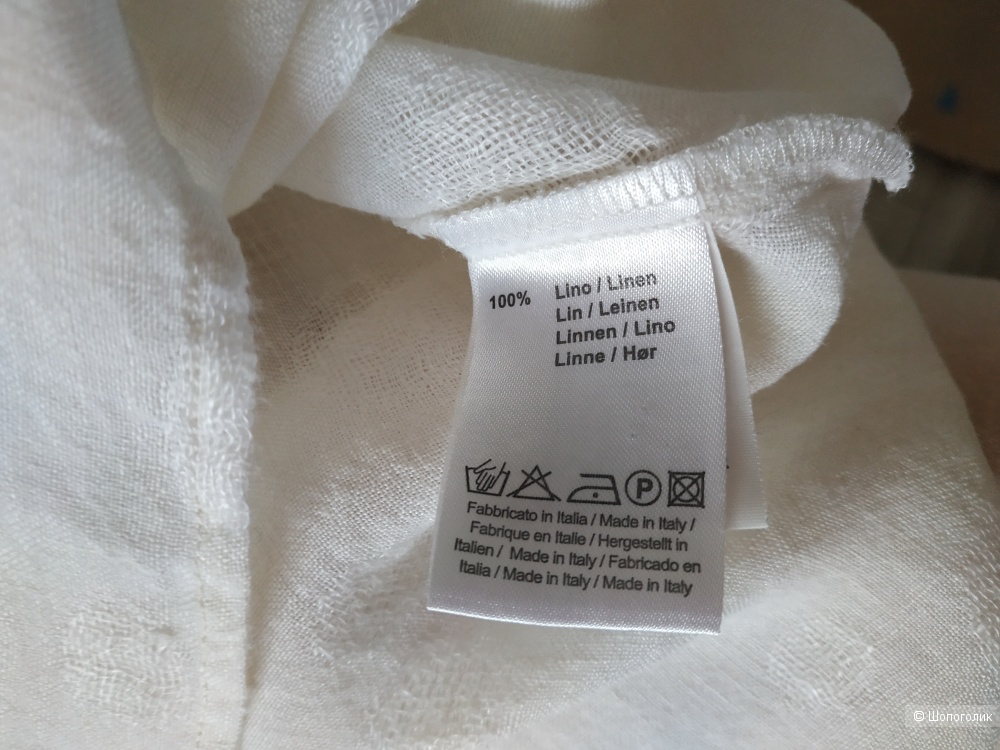 100% Lino / Linen
Lin / Leinen
Linnen / Lino
Linne / Hør
P
Fabbricato in Italia / Made in Italy /
Fabrique en Italie / Hergestellt in
Italien / Made in Italy / Fabricado en
Italia / Made in Italy / Made in Italy
© Шопоголик